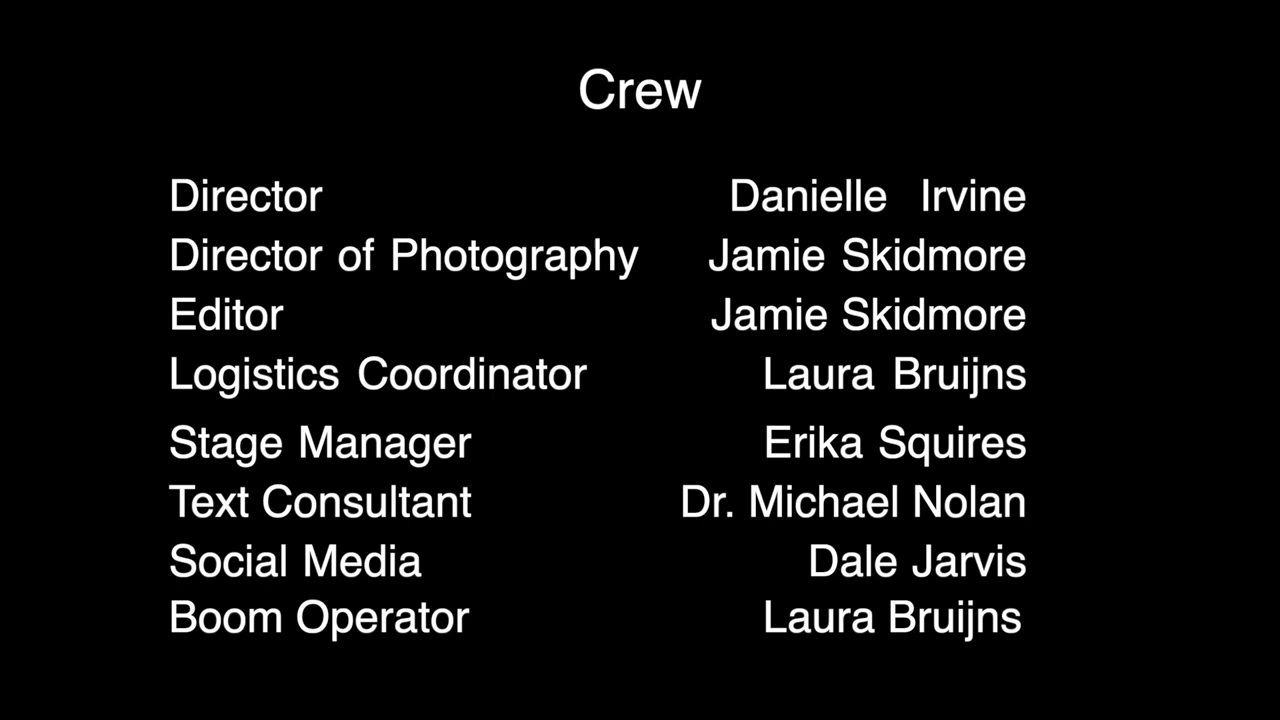 Crew
Director Danielle Irvine
Director of Photography Jamie Skidmore
Editor Jamie Skidmore
Logistics Coordinator Laura Bruijns
Stage Manager Erika Squires
Text Consultant Dr. Michael Nolan
Social Media Dale Jarvis
Boom Operator Laura Bruijns